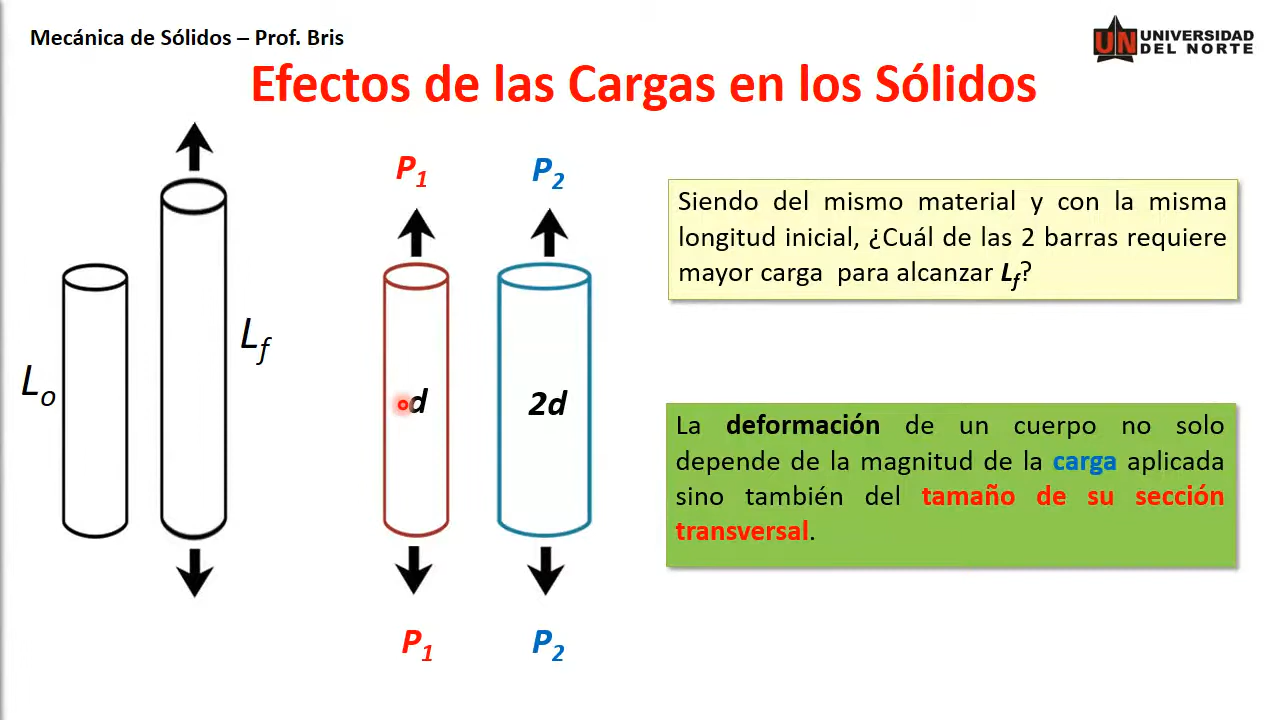 Mecánica de Sólidos – Prof. Bris
UNIVERSIDAD
DEL NORTE
UN
Efectos de las Cargas en los Sólidos
P1
P2
Siendo del mismo material y con la misma
longitud inicial, ¿Cuál de las 2 barras requiere
mayor carga para alcanzar Lf?
Lo
Lf
d
2d
La deformación de un cuerpo no solo
depende de la magnitud de la carga aplicada
sino también del tamaño de su sección
transversal.
P1
P2